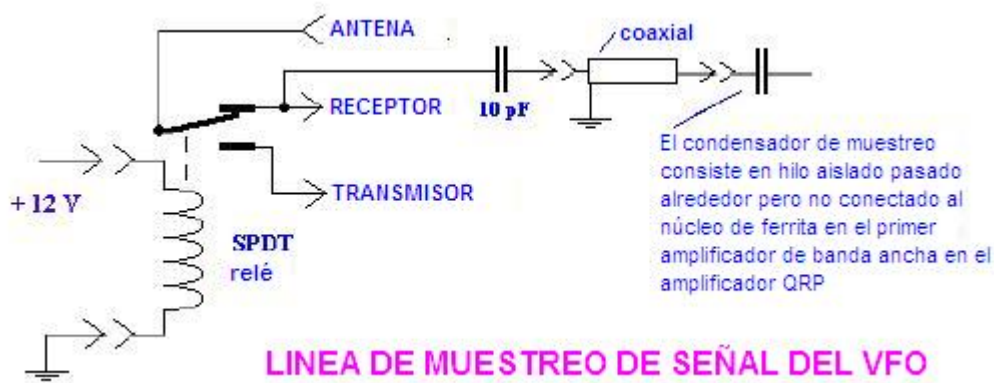 ANTENA
coaxial
RECEPTOR
10 pF
TRANSMISOR
+ 12 V
SPDT
relé
El condensador de muestreo
consiste en hilo aislado pasado
alrededor pero no conectado al
núcleo de ferrita en el primer
amplificador de banda ancha en el
amplificador QRP
LINEA DE MUESTREO DE SEÑAL DEL VFO